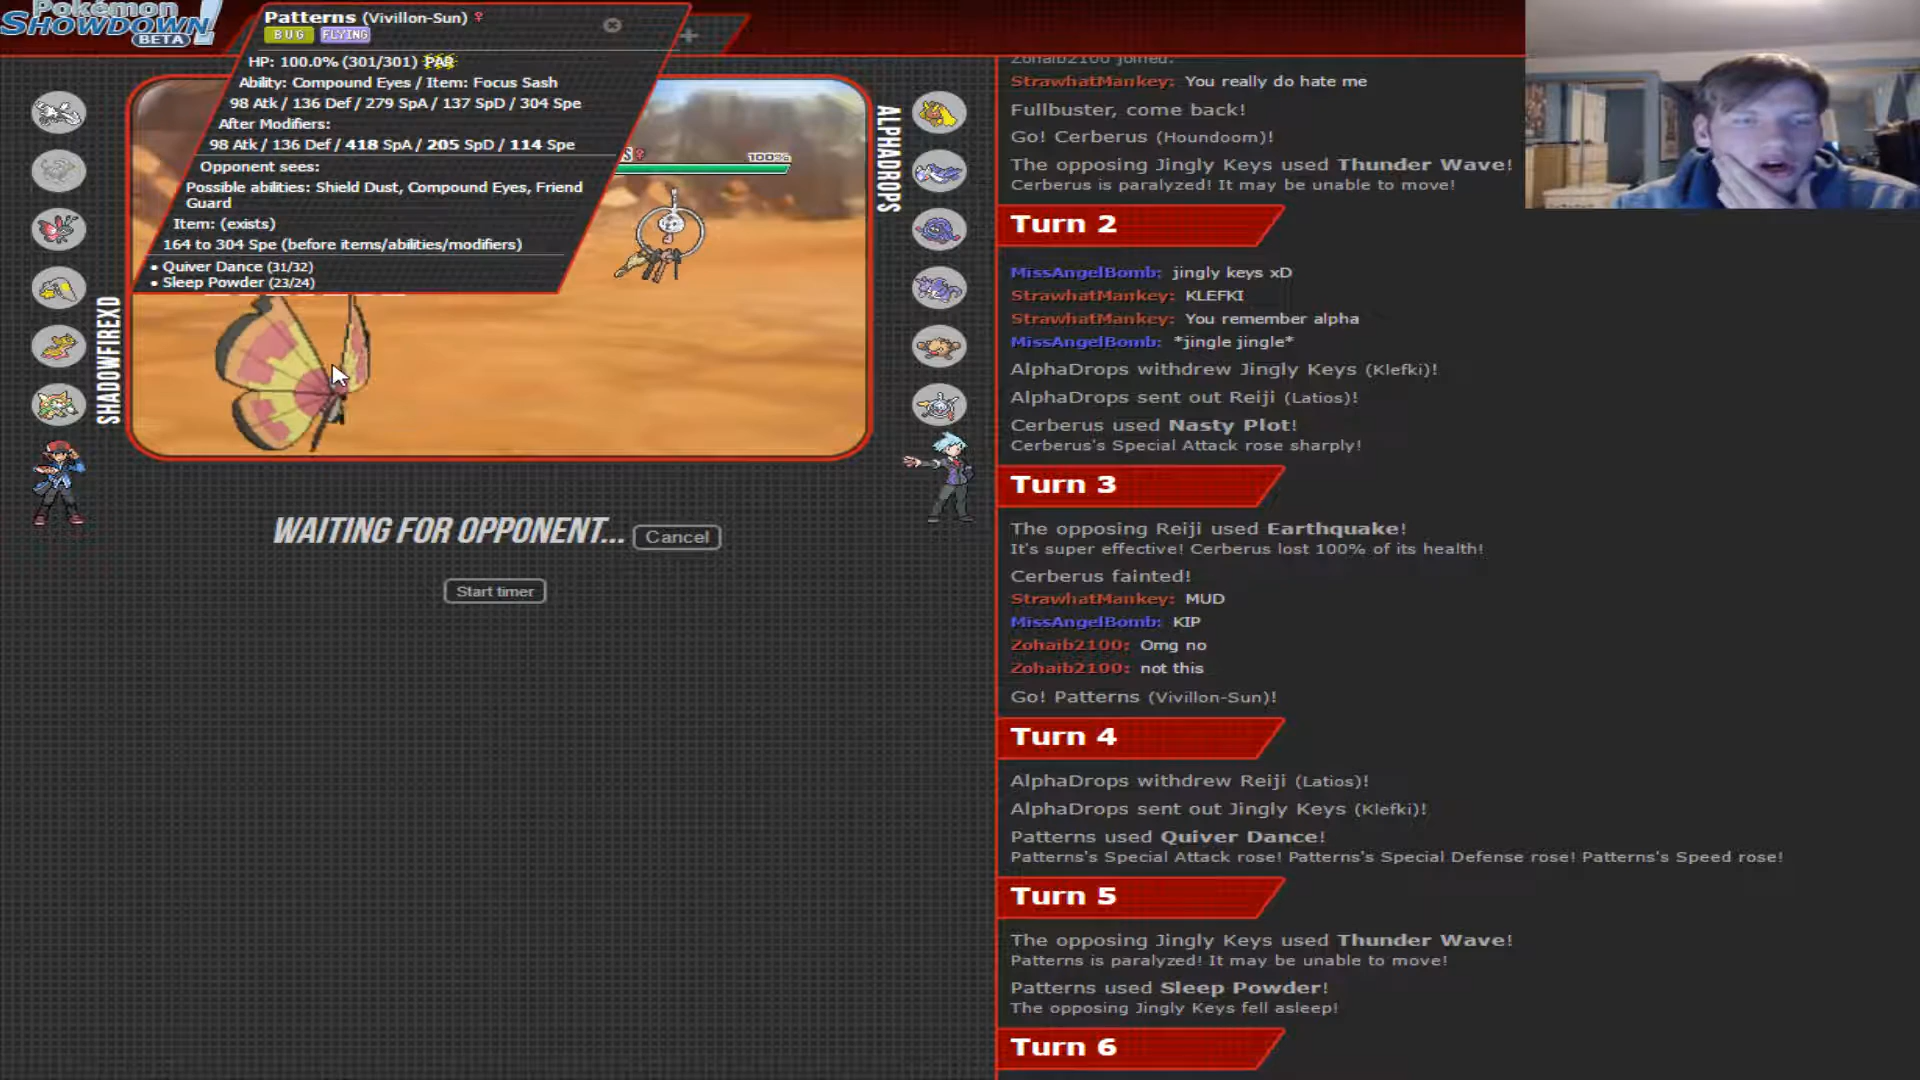 Pokémon
SHOWDOWN!
BETA
Patterns (Vivillon-Sun) ♀
BUG FLYING
HP: 100.0% (301/301) PAR
Ability: Compound Eyes / Item: Focus Sash
98 Atk / 136 Def / 279 SpA / 137 SpD / 304 Spe
After Modifiers:
98 Atk / 136 Def / 418 SpA / 205 SpD / 114 Spe
Opponent sees:
Possible abilities: Shield Dust, Compound Eyes, Friend
Guard
Item: (exists)
164 to 304 Spe (before items/abilities/modifiers)
• Quiver Dance (31/32)
• Sleep Powder (23/24)
100%
SHADOWFIREXD
ALPHADROPS
WAITING FOR OPPONENT...
Cancel
Start timer
Zohaib2100 joined.
StrawhatMankey: You really do hate me
Fullbuster, come back!
Go! Cerberus (Houndoom)!
The opposing Jingly Keys used Thunder Wave!
Cerberus is paralyzed! It may be unable to move!
Turn 2
MissAngelBomb: jingly keys xD
StrawhatMankey: KLEFKI
StrawhatMankey: You remember alpha
MissAngelBomb: *jingle jingle*
AlphaDrops withdrew Jingly Keys (Klefki)!
AlphaDrops sent out Reiji (Latios)!
Cerberus used Nasty Plot!
Cerberus's Special Attack rose sharply!
Turn 3
The opposing Reiji used Earthquake!
It's super effective! Cerberus lost 100% of its health!
Cerberus fainted!
StrawhatMankey: MUD
MissAngelBomb: KIP
Zohaib2100: Omg no
Zohaib2100: not this
Go! Patterns (Vivillon-Sun)!
Turn 4
AlphaDrops withdrew Reiji (Latios)!
AlphaDrops sent out Jingly Keys (Klefki)!
Patterns used Quiver Dance!
Patterns's Special Attack rose! Patterns's Special Defense rose! Patterns's Speed rose!
Turn 5
The opposing Jingly Keys used Thunder Wave!
Patterns is paralyzed! It may be unable to move!
Patterns used Sleep Powder!
The opposing Jingly Keys fell asleep!
Turn 6